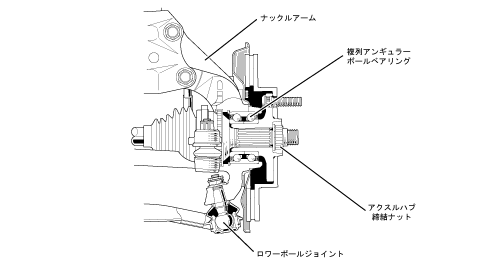 ナックルアーム
複列アンギュラー
ボールベアリング
アクスルハブ
締結ナット
ロワーボールジョイント